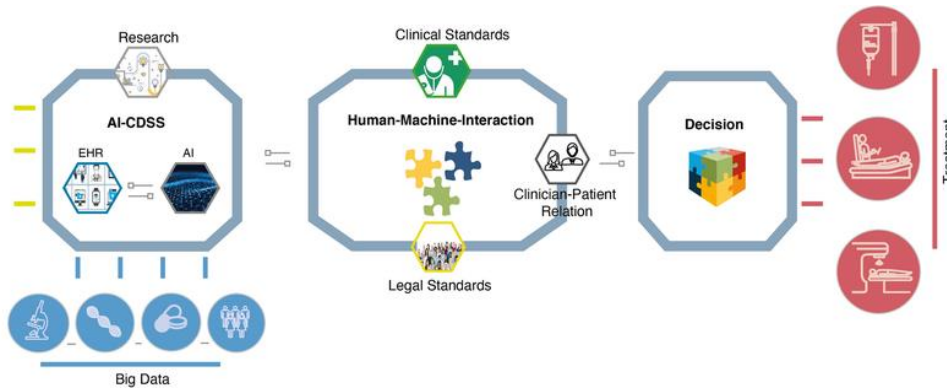 Research
AI-CDSS
EHR
AI
Big Data
Clinical Standards
Human-Machine-Interaction
Clinician-Patient
Relation
Legal Standards
Decision
Treatment